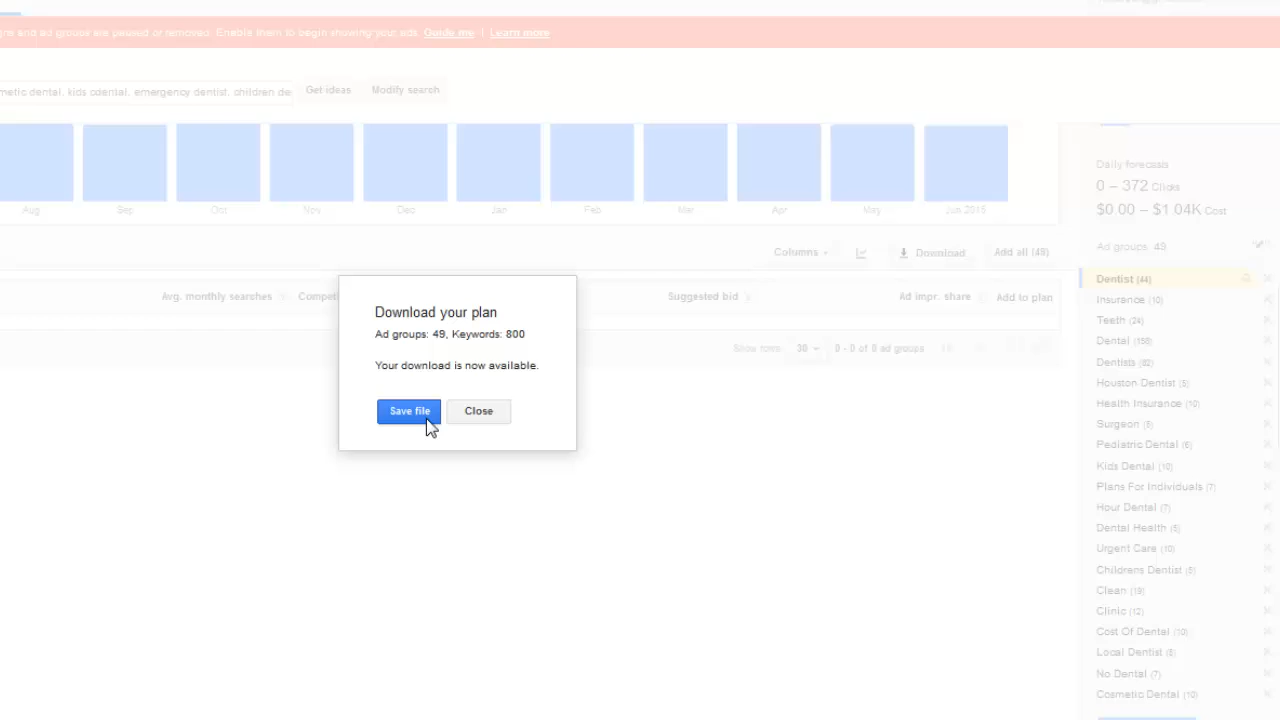 and ad groups are paused or removed. Enable them to begin showing your ads. Guide me | Learn more
metic dental, kids cdental, emergency dentist, children de
Get ideas
Modify search
Aug
Sep
Oct
Nov
Dec
Jan
Feb
Mar
Apr
May
Jun 2015
Daily forecasts
0 – 372 Clicks
$0.00 – $1.04K Cost
Ad groups: 49
Columns
Download
Add all (49)
Avg. monthly searches
Compet
Suggested bid
Ad impr. share
Add to plan
Show rows: 30
0 - 0 of 0 ad groups
Download your plan
Ad groups: 49, Keywords: 800
Your download is now available.
Save file
Close
Dentist (44)
Insurance (10)
Teeth (24)
Dental (158)
Dentists (82)
Houston Dentist (5)
Health Insurance (10)
Surgeon (5)
Pediatric Dental (6)
Kids Dental (10)
Plans For Individuals (7)
Hour Dental (7)
Dental Health (5)
Urgent Care (10)
Childrens Dentist (5)
Clean (19)
Clinic (12)
Cost Of Dental (10)
Local Dentist (5)
No Dental (7)
Cosmetic Dental (10)